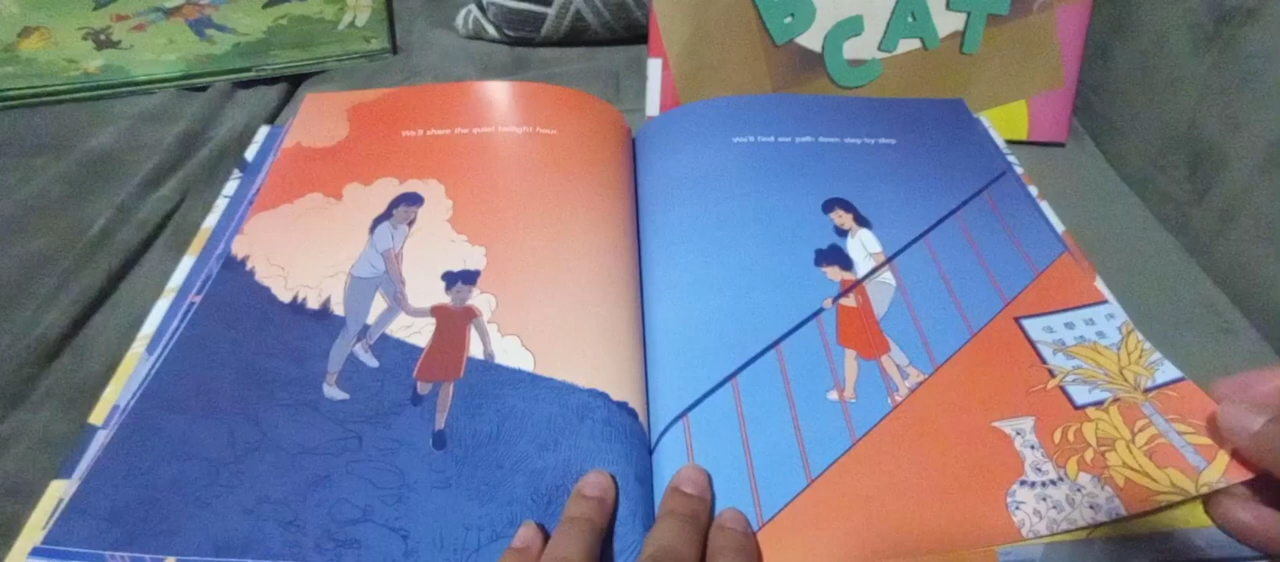 B
CAT
We'll share the quiet twilight hour.
We'll find our path down, step-by-step.